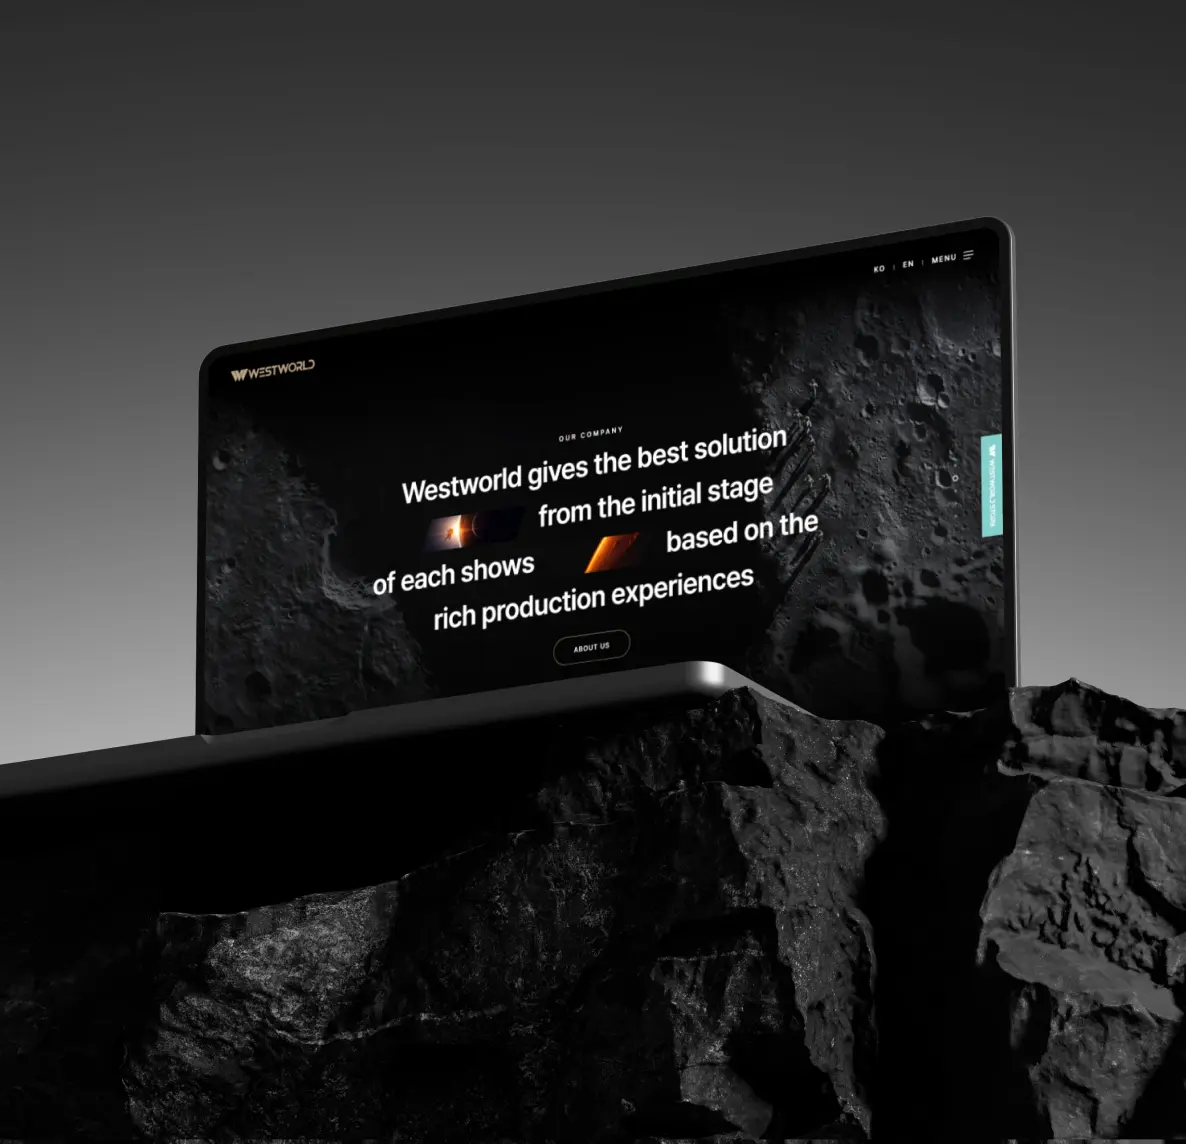 KO | EN | MENU
WESTWORLD
OUR COMPANY
Westworld gives the best solution
from the initial stage
of each shows based on the
rich production experiences
ABOUT US